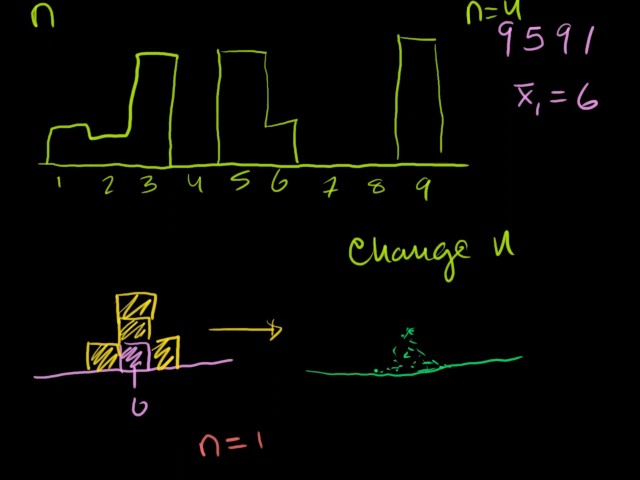 n
n=4
9 5 9 1
x̄₁ = 6
1 2 3 4 5 6 7 8 9
Change n
6
n = 1